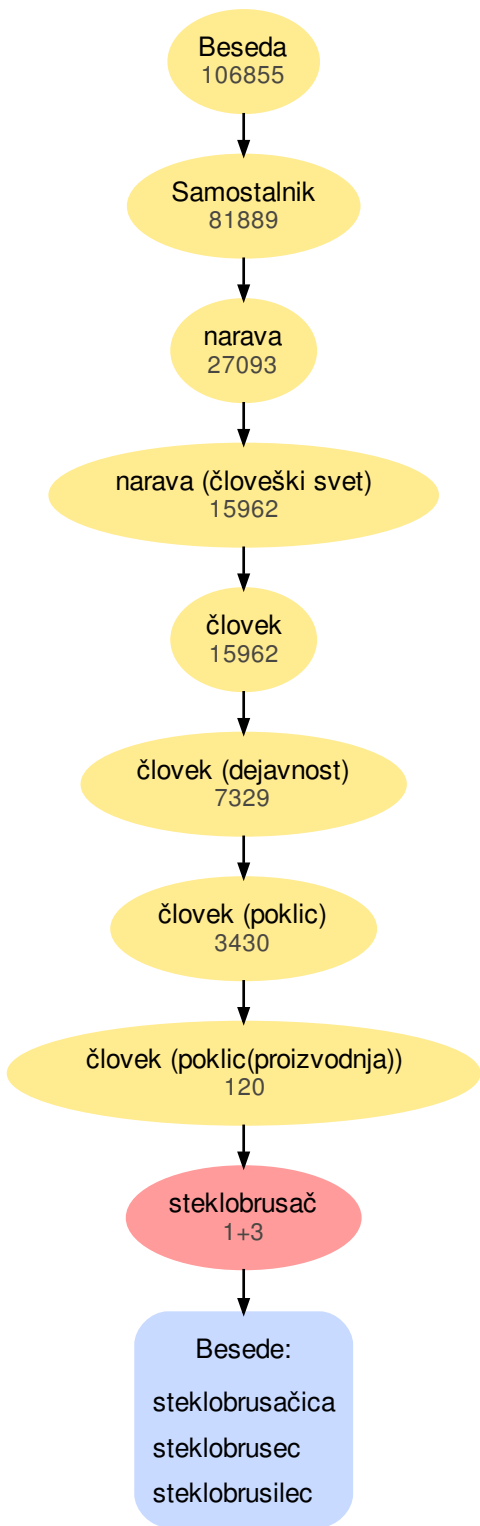 Beseda
106855
Samostalnik
81889
narava
27093
narava (človeški svet)
15962
človek
15962
človek (dejavnost)
7329
človek (poklic)
3430
človek (poklic(proizvodnja))
120
steklobrusač
1+3
Besede:
steklobrusačica
steklobrusec
steklobrusilec